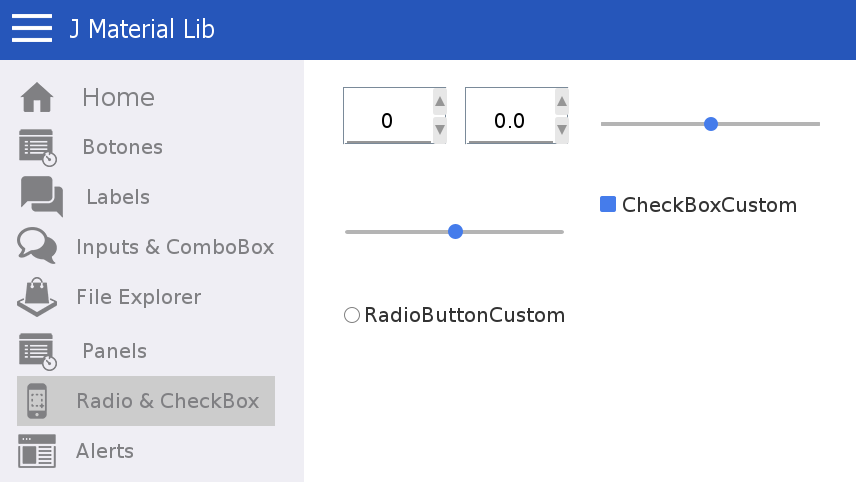 J Material Lib
Home
Botones
Labels
Inputs & ComboBox
File Explorer
Panels
Radio & CheckBox
Alerts
0
0.0
CheckBoxCustom
RadioButtonCustom